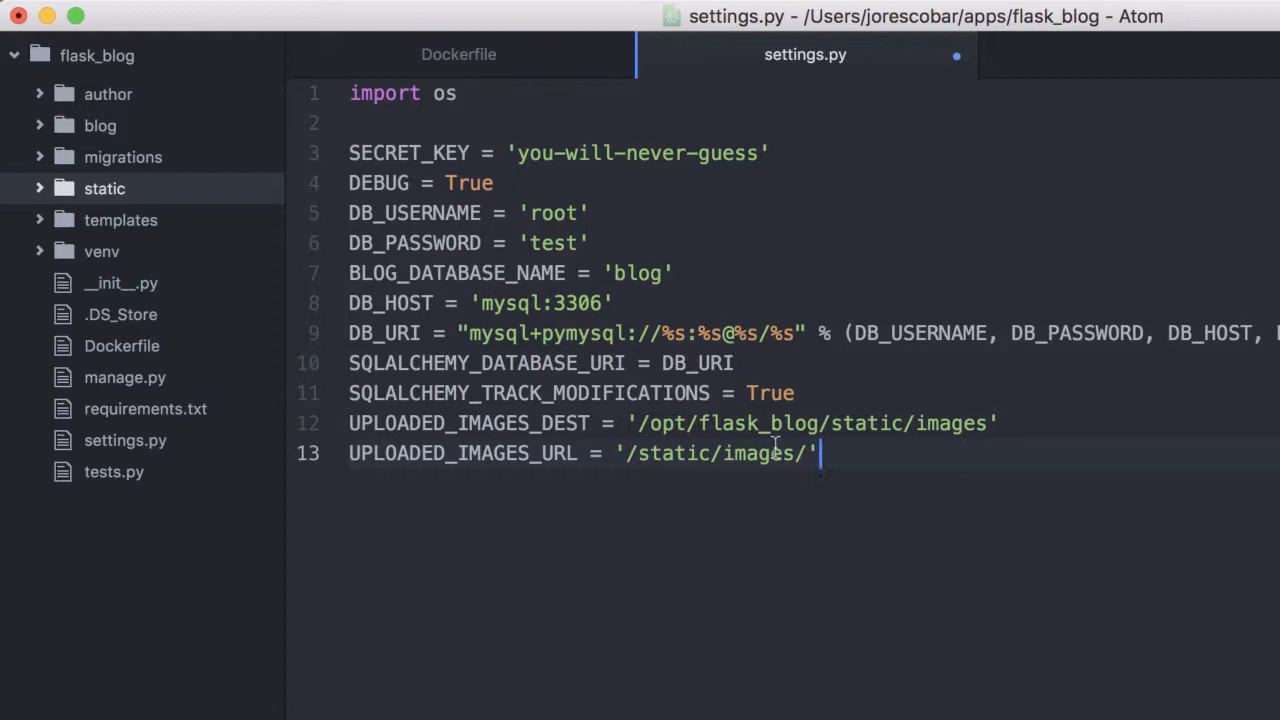 settings.py - /Users/jorescobar/apps/flask_blog - Atom
flask_blog
author
blog
migrations
static
templates
venv
__init__.py
.DS_Store
Dockerfile
manage.py
requirements.txt
settings.py
tests.py
Dockerfile
settings.py
1 import os
2
3 SECRET_KEY = 'you-will-never-guess'
4 DEBUG = True
5 DB_USERNAME = 'root'
6 DB_PASSWORD = 'test'
7 BLOG_DATABASE_NAME = 'blog'
8 DB_HOST = 'mysql:3306'
9 DB_URI = "mysql+pymysql://%s:%s@%s/%s" % (DB_USERNAME, DB_PASSWORD, DB_HOST,
10 SQLALCHEMY_DATABASE_URI = DB_URI
11 SQLALCHEMY_TRACK_MODIFICATIONS = True
12 UPLOADED_IMAGES_DEST = '/opt/flask_blog/static/images'
13 UPLOADED_IMAGES_URL = '/static/images/'